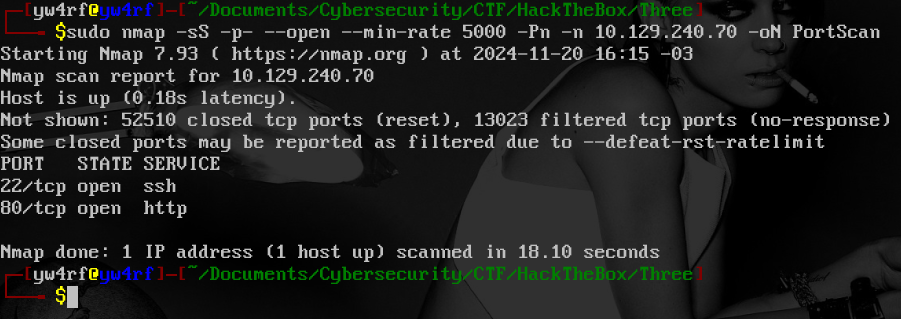 [yw4rf@yw4rf]-[~/Documents/Cybersecurity/CTF/HackTheBox/Three]
$sudo nmap -sS -p- --open --min-rate 5000 -Pn -n 10.129.240.70 -oN PortScan
Starting Nmap 7.93 ( https://nmap.org ) at 2024-11-20 16:15 -03
Nmap scan report for 10.129.240.70
Host is up (0.18s latency).
Not shown: 52510 closed tcp ports (reset), 13023 filtered tcp ports (no-response)
Some closed ports may be reported as filtered due to --defeat-rst-ratelimit
PORT   STATE SERVICE
22/tcp open  ssh
80/tcp open  http
Nmap done: 1 IP address (1 host up) scanned in 18.10 seconds
[yw4rf@yw4rf]-[~/Documents/Cybersecurity/CTF/HackTheBox/Three]
$